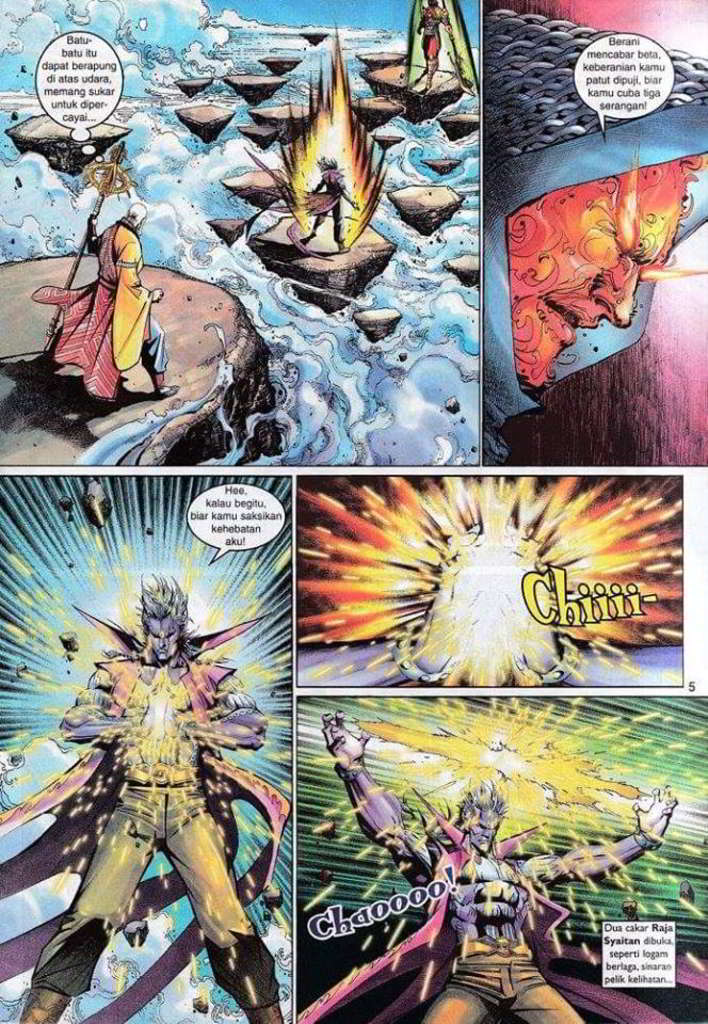 Batu-
batu itu
dapat berapung
di atas udara,
memang sukar
untuk diper-
cayai...
Berani
mencabar beta,
keberanian kamu
patut dipuji, biar
kamu cuba tiga
serangan!
Hee,
kalau begitu,
biar kamu saksikan
kehebatan
aku!
Chiiiii-
5
Chaooooo!
Dua cakar Raja
Syaitan dibuka,
seperti logam
berlaga, sinaran
pelik kelihatan...